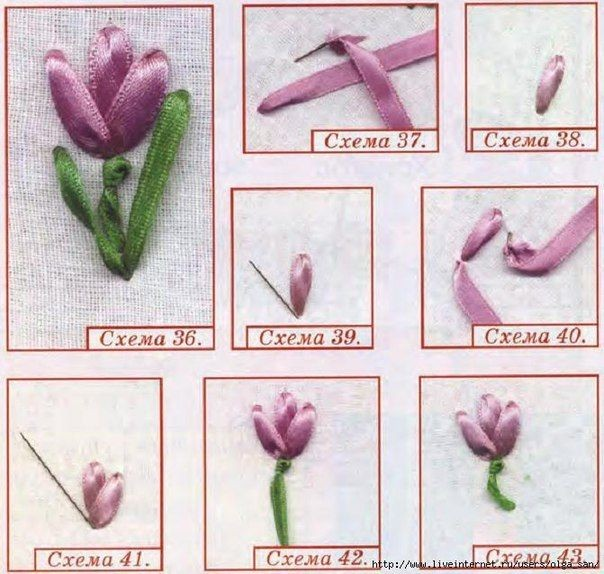 Схема 36.
Схема 37.
Схема 38.
Схема 39.
Схема 40.
Схема 41.
Схема 42.
Схема 43.
http://www.liveinternet.ru/users/olga_san/